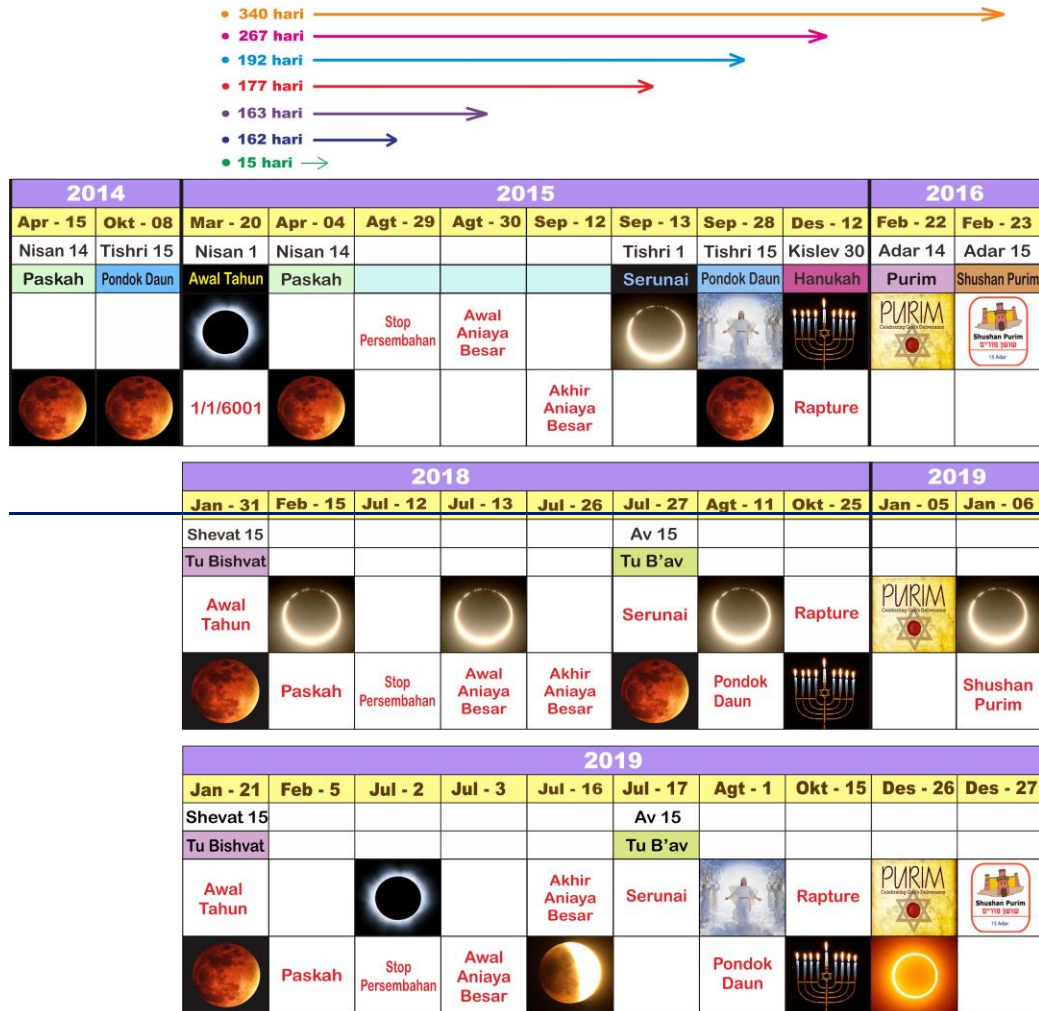 • 340 hari
• 267 hari
• 192 hari
• 177 hari
• 163 hari
• 162 hari
• 15 hari
2014 2015 2016
Apr - 15 Okt - 08 Mar - 20 Apr - 04 Agt - 29 Agt - 30 Sep - 12 Sep - 13 Sep - 28 Des - 12 Feb - 22 Feb - 23
Nisan 14 Tishri 15 Nisan 1 Nisan 14 Tishri 1 Tishri 15 Kislev 30 Adar 14 Adar 15
Paskah Pondok Daun Awal Tahun Paskah Serunai Pondok Daun Hanukah Purim Shushan Purim
Stop
Persembahan
Awal
Aniaya
Besar
PURIM
Celebrating God's Deliverance
Shushan Purim
שושן פורים
15 Adar
1/1/6001
Akhir
Aniaya
Besar
Rapture
2018 2019
Jan - 31 Feb - 15 Jul - 12 Jul - 13 Jul - 26 Jul - 27 Agt - 11 Okt - 25 Jan - 05 Jan - 06
Shevat 15 Av 15
Tu Bishvat Tu B'av
Awal
Tahun
Serunai
Rapture
PURIM
Celebrating God's Deliverance
Paskah
Stop
Persembahan
Awal
Aniaya
Besar
Akhir
Aniaya
Besar
Pondok
Daun
Shushan
Purim
2019
Jan - 21 Feb - 5 Jul - 2 Jul - 3 Jul - 16 Jul - 17 Agt - 1 Okt - 15 Des - 26 Des - 27
Shevat 15 Av 15
Tu Bishvat Tu B'av
Awal
Tahun
Akhir
Aniaya
Besar
Serunai
Rapture
PURIM
Celebrating God's Deliverance
Shushan Purim
שושן פורים
15 Adar
Paskah
Stop
Persembahan
Awal
Aniaya
Besar
Pondok
Daun